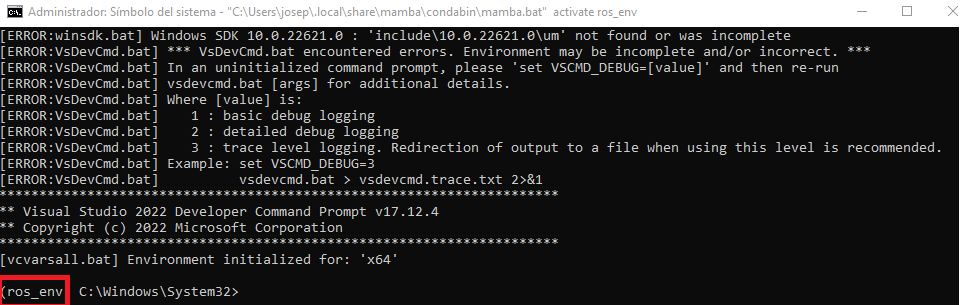 Administrador: Símbolo del sistema - "C:\Users\josep\.local\share\mamba\condabin\mamba.bat" activate ros_env
[ERROR:winsdk.bat] Windows SDK 10.0.22621.0 : 'include\10.0.22621.0\um' not found or was incomplete
[ERROR:VsDevCmd.bat] *** VsDevCmd.bat encountered errors. Environment may be incomplete and/or incorrect. ***
[ERROR:VsDevCmd.bat] In an uninitialized command prompt, please 'set VSCMD_DEBUG=[value]' and then re-run
[ERROR:VsDevCmd.bat] vsdevcmd.bat [args] for additional details.
[ERROR:VsDevCmd.bat] Where [value] is:
[ERROR:VsDevCmd.bat]    1 : basic debug logging
[ERROR:VsDevCmd.bat]    2 : detailed debug logging
[ERROR:VsDevCmd.bat]    3 : trace level logging. Redirection of output to a file when using this level is recommended.
[ERROR:VsDevCmd.bat] Example: set VSCMD_DEBUG=3
[ERROR:VsDevCmd.bat]          vsdevcmd.bat > vsdevcmd.trace.txt 2>&1
**********************************************************************
** Visual Studio 2022 Developer Command Prompt v17.12.4
** Copyright (c) 2022 Microsoft Corporation
**********************************************************************
[vcvarsall.bat] Environment initialized for: 'x64'
(ros_env C:\Windows\System32>